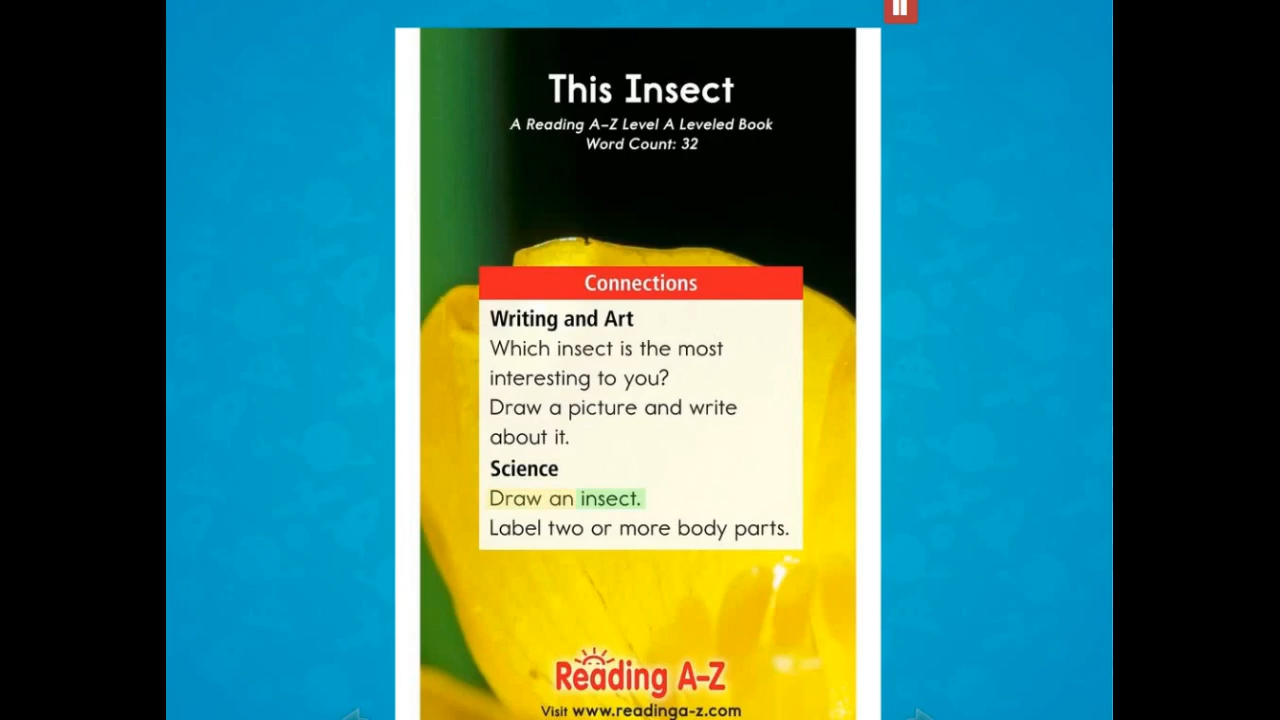 This Insect
A Reading A–Z Level A Leveled Book
Word Count: 32
Connections
Writing and Art
Which insect is the most
interesting to you?
Draw a picture and write
about it.
Science
Draw an insect.
Label two or more body parts.
Reading A-Z
Visit www.readinga-z.com